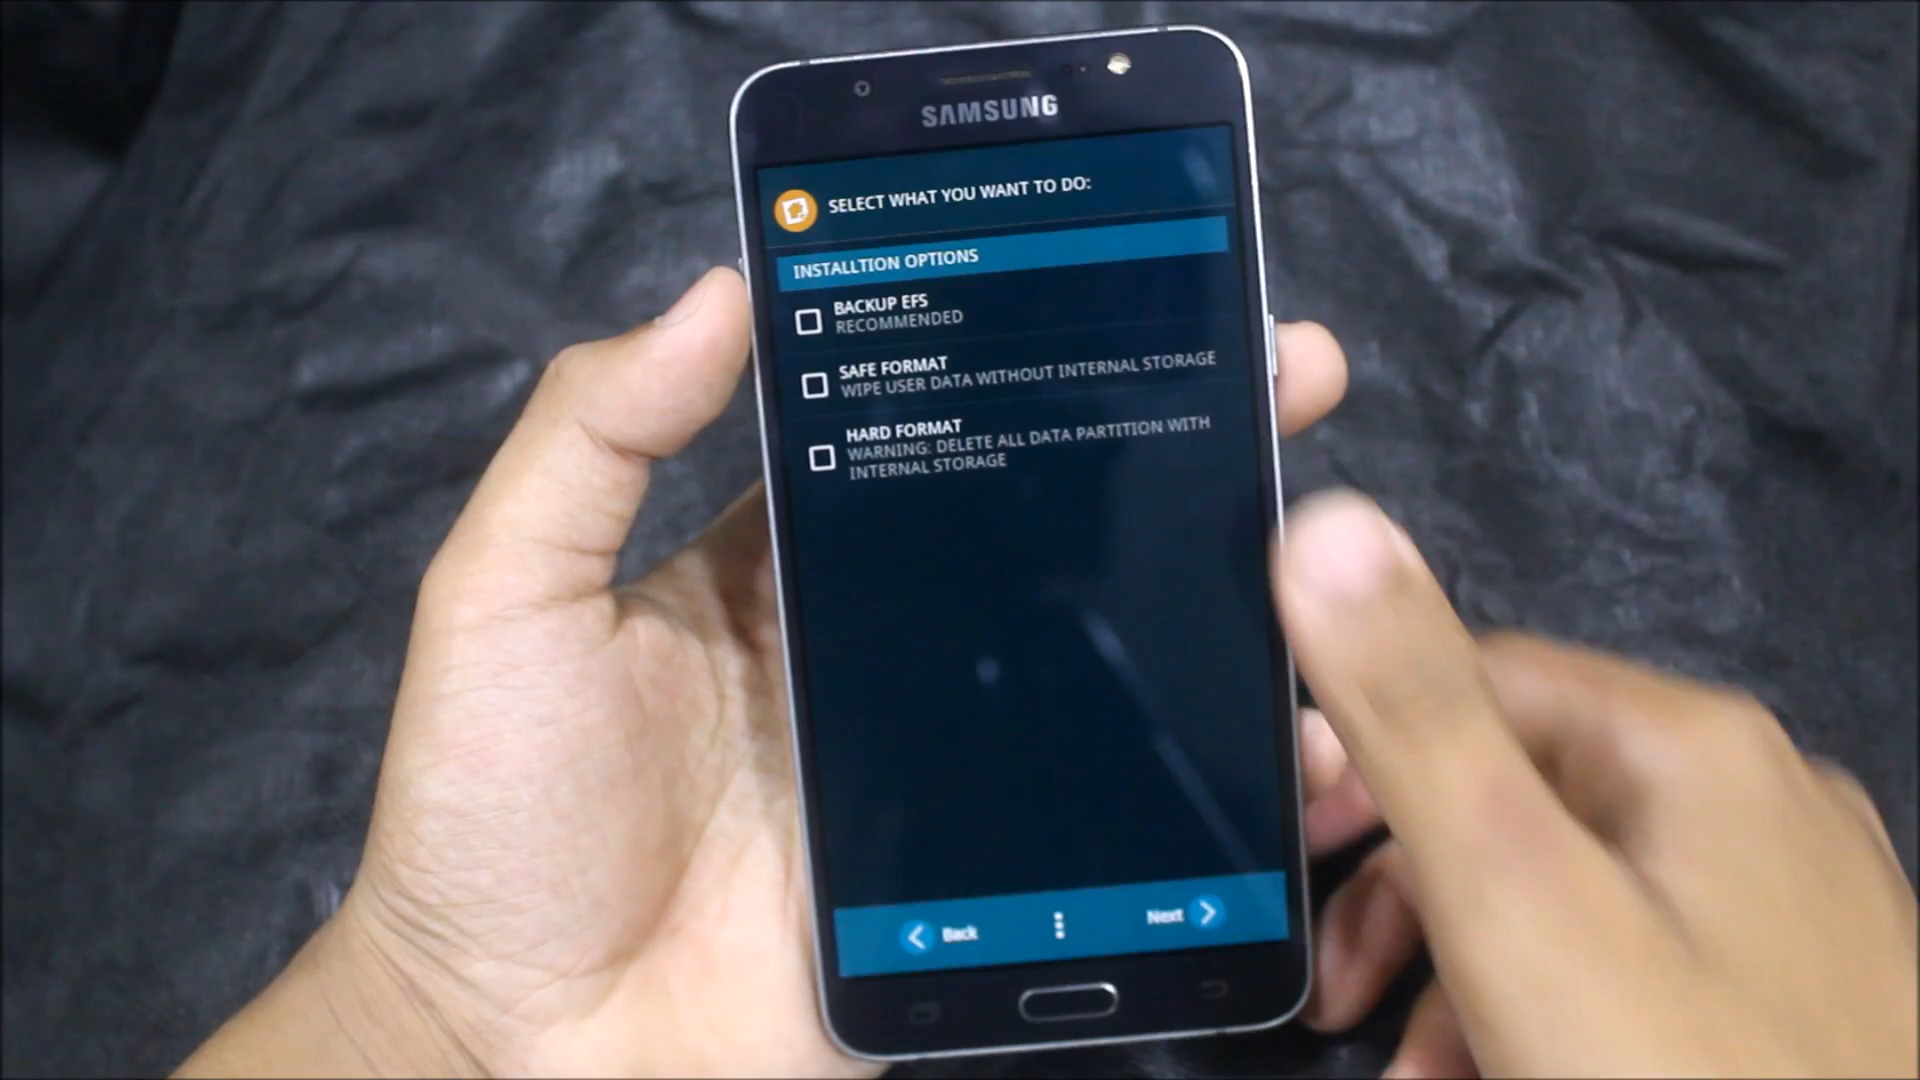 SAMSUNG
SELECT WHAT YOU WANT TO DO:
INSTALLTION OPTIONS
BACKUP EFS
RECOMMENDED
SAFE FORMAT
WIPE USER DATA WITHOUT INTERNAL STORAGE
HARD FORMAT
WARNING: DELETE ALL DATA PARTITION WITH
INTERNAL STORAGE
Back
Next